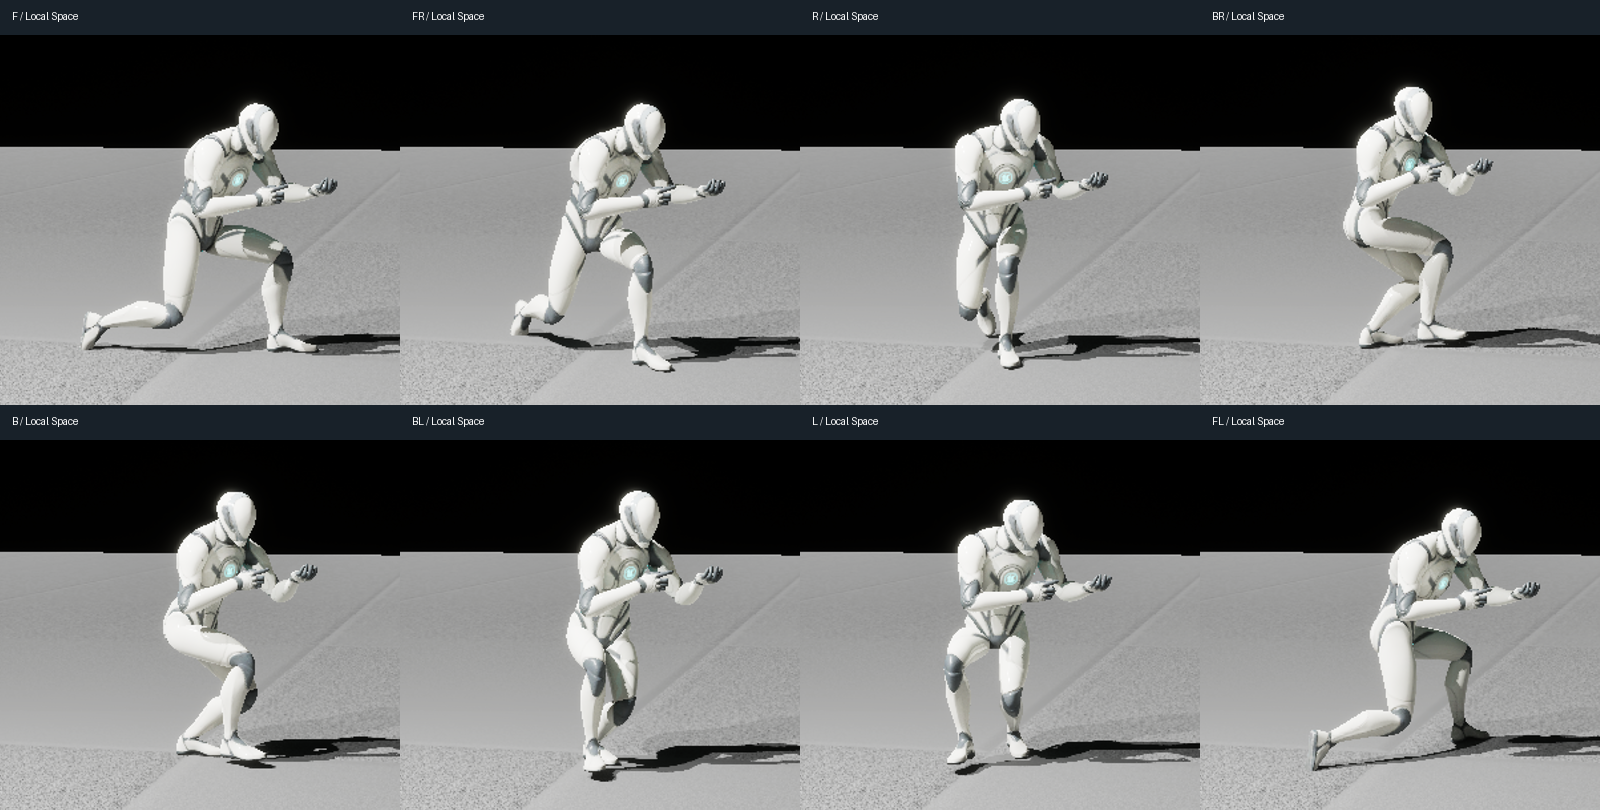 F / Local Space
FR / Local Space
R / Local Space
BR / Local Space
B / Local Space
BL / Local Space
L / Local Space
FL / Local Space